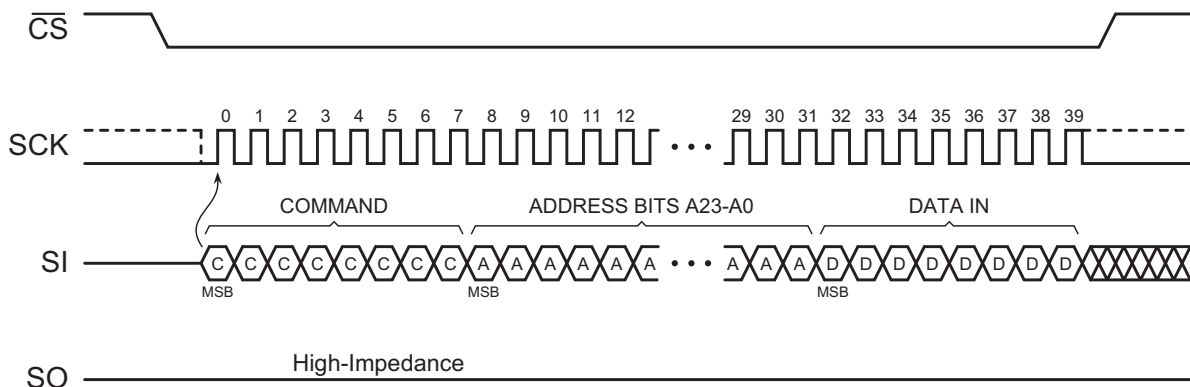 CS
SCK
0 1 2 3 4 5 6 7 8 9 10 11 12 • • • 29 30 31 32 33 34 35 36 37 38 39
COMMAND ADDRESS BITS A23-A0 DATA IN
SI
C C C C C C C C A A A A A A • • • A A A D D D D D D D D
MSB MSB MSB
High-Impedance
SO